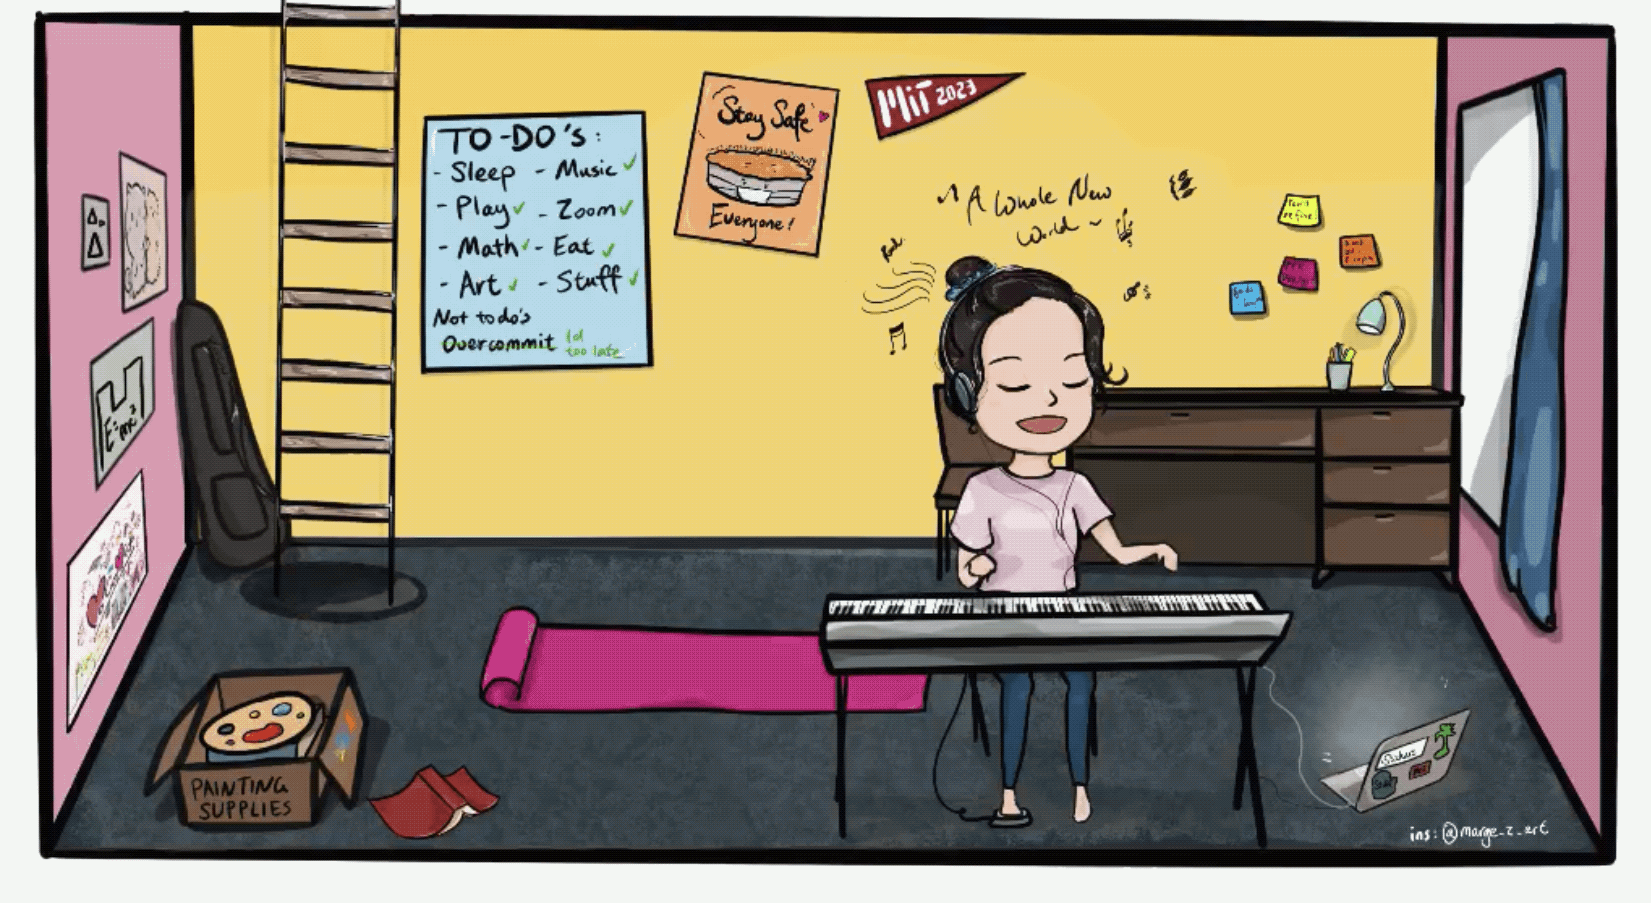 TO-DO's:
- Sleep - Music
- Play - Zoom
- Math - Eat
- Art - Stuff
Not to do's
Overcommit lol
too late
Stay Safe
Everyone!
MIT 2023
A Whole New
World ~
E=mc²
PAINTING
SUPPLIES
ins: @marge_z_art